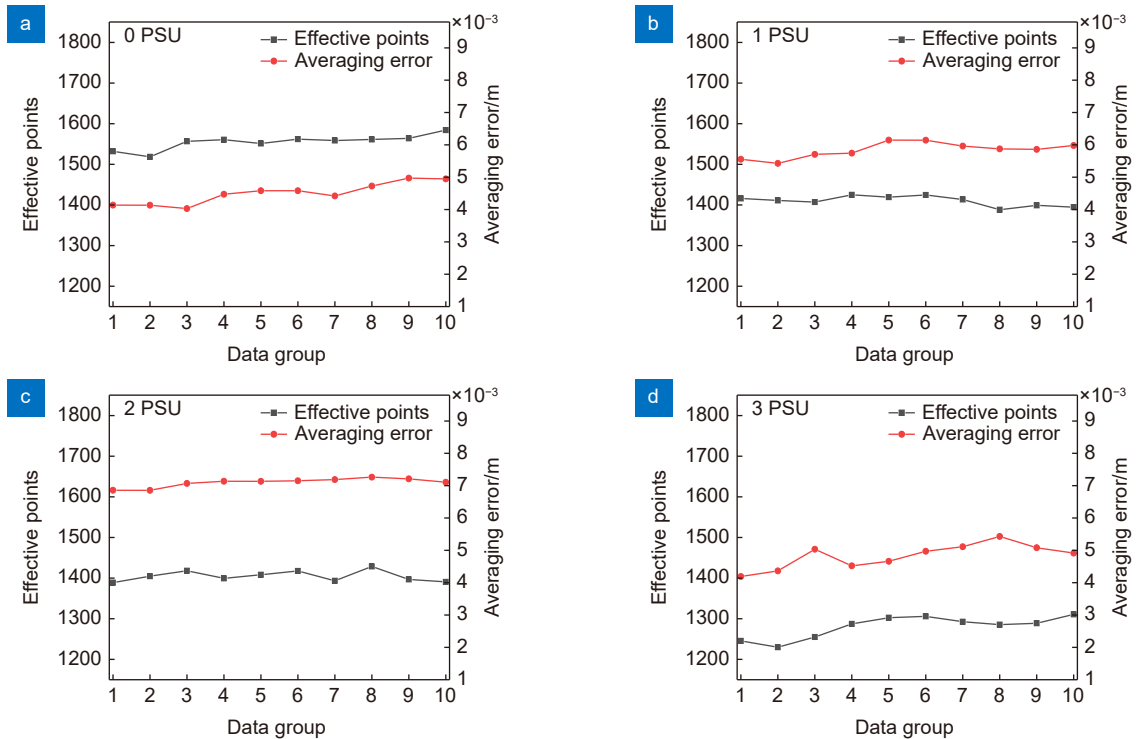 a
0 PSU
Effective points
Averaging error
×10⁻³
1800
1700
1600
1500
1400
1300
1200
Effective points
9
8
7
6
5
4
3
2
1
Averaging error/m
1 2 3 4 5 6 7 8 9 10
Data group
b
1 PSU
Effective points
Averaging error
×10⁻³
1800
1700
1600
1500
1400
1300
1200
Effective points
9
8
7
6
5
4
3
2
1
Averaging error/m
1 2 3 4 5 6 7 8 9 10
Data group
c
2 PSU
Effective points
Averaging error
×10⁻³
1800
1700
1600
1500
1400
1300
1200
Effective points
9
8
7
6
5
4
3
2
1
Averaging error/m
1 2 3 4 5 6 7 8 9 10
Data group
d
3 PSU
Effective points
Averaging error
×10⁻³
1800
1700
1600
1500
1400
1300
1200
Effective points
9
8
7
6
5
4
3
2
1
Averaging error/m
1 2 3 4 5 6 7 8 9 10
Data group